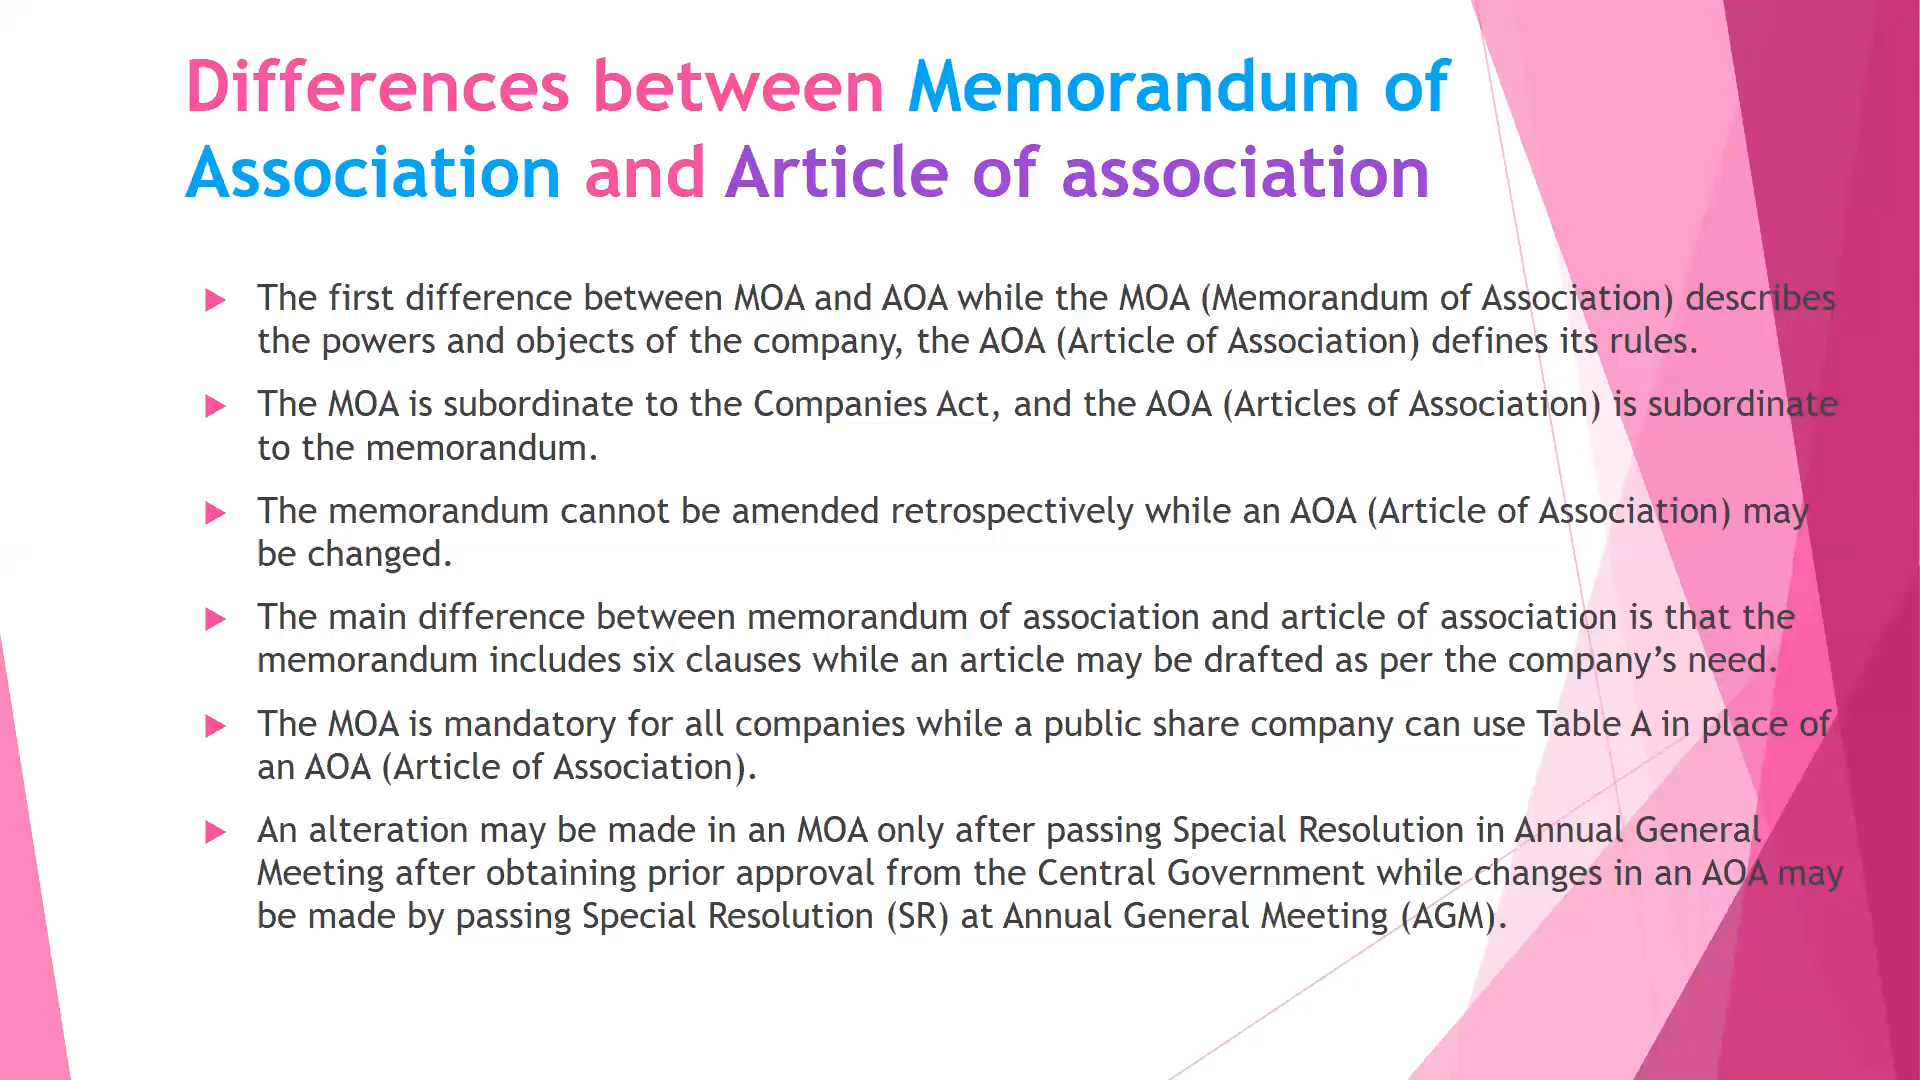 Differences between Memorandum of
Association and Article of association
The first difference between MOA and AOA while the MOA (Memorandum of Association) describes
the powers and objects of the company, the AOA (Article of Association) defines its rules.
The MOA is subordinate to the Companies Act, and the AOA (Articles of Association) is subordinate
to the memorandum.
The memorandum cannot be amended retrospectively while an AOA (Article of Association) may
be changed.
The main difference between memorandum of association and article of association is that the
memorandum includes six clauses while an article may be drafted as per the company’s need.
The MOA is mandatory for all companies while a public share company can use Table A in place of
an AOA (Article of Association).
An alteration may be made in an MOA only after passing Special Resolution in Annual General
Meeting after obtaining prior approval from the Central Government while changes in an AOA may
be made by passing Special Resolution (SR) at Annual General Meeting (AGM).